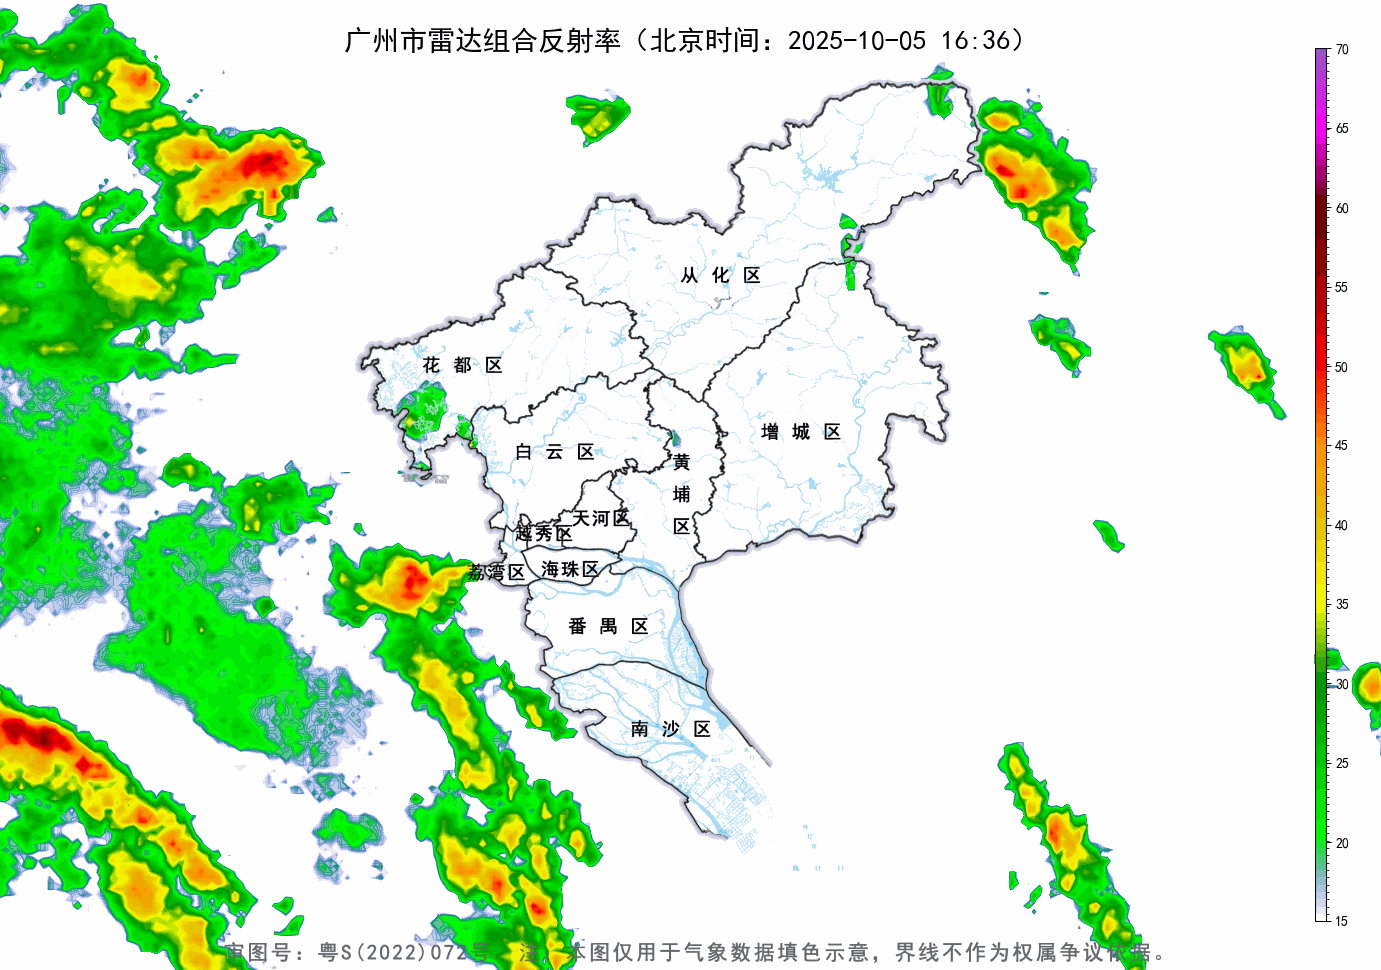 广州市雷达组合反射率（北京时间：2025-10-05 16:36）
70
65
60
55
50
45
40
35
30
25
20
15
从化区
花都区
增城区
白云区
黄埔区
天河区
越秀区
荔湾区
海珠区
番禺区
南沙区
审图号：粤S(2022)072号 注：本图仅用于气象数据填色示意，界线不作为权属争议依据。